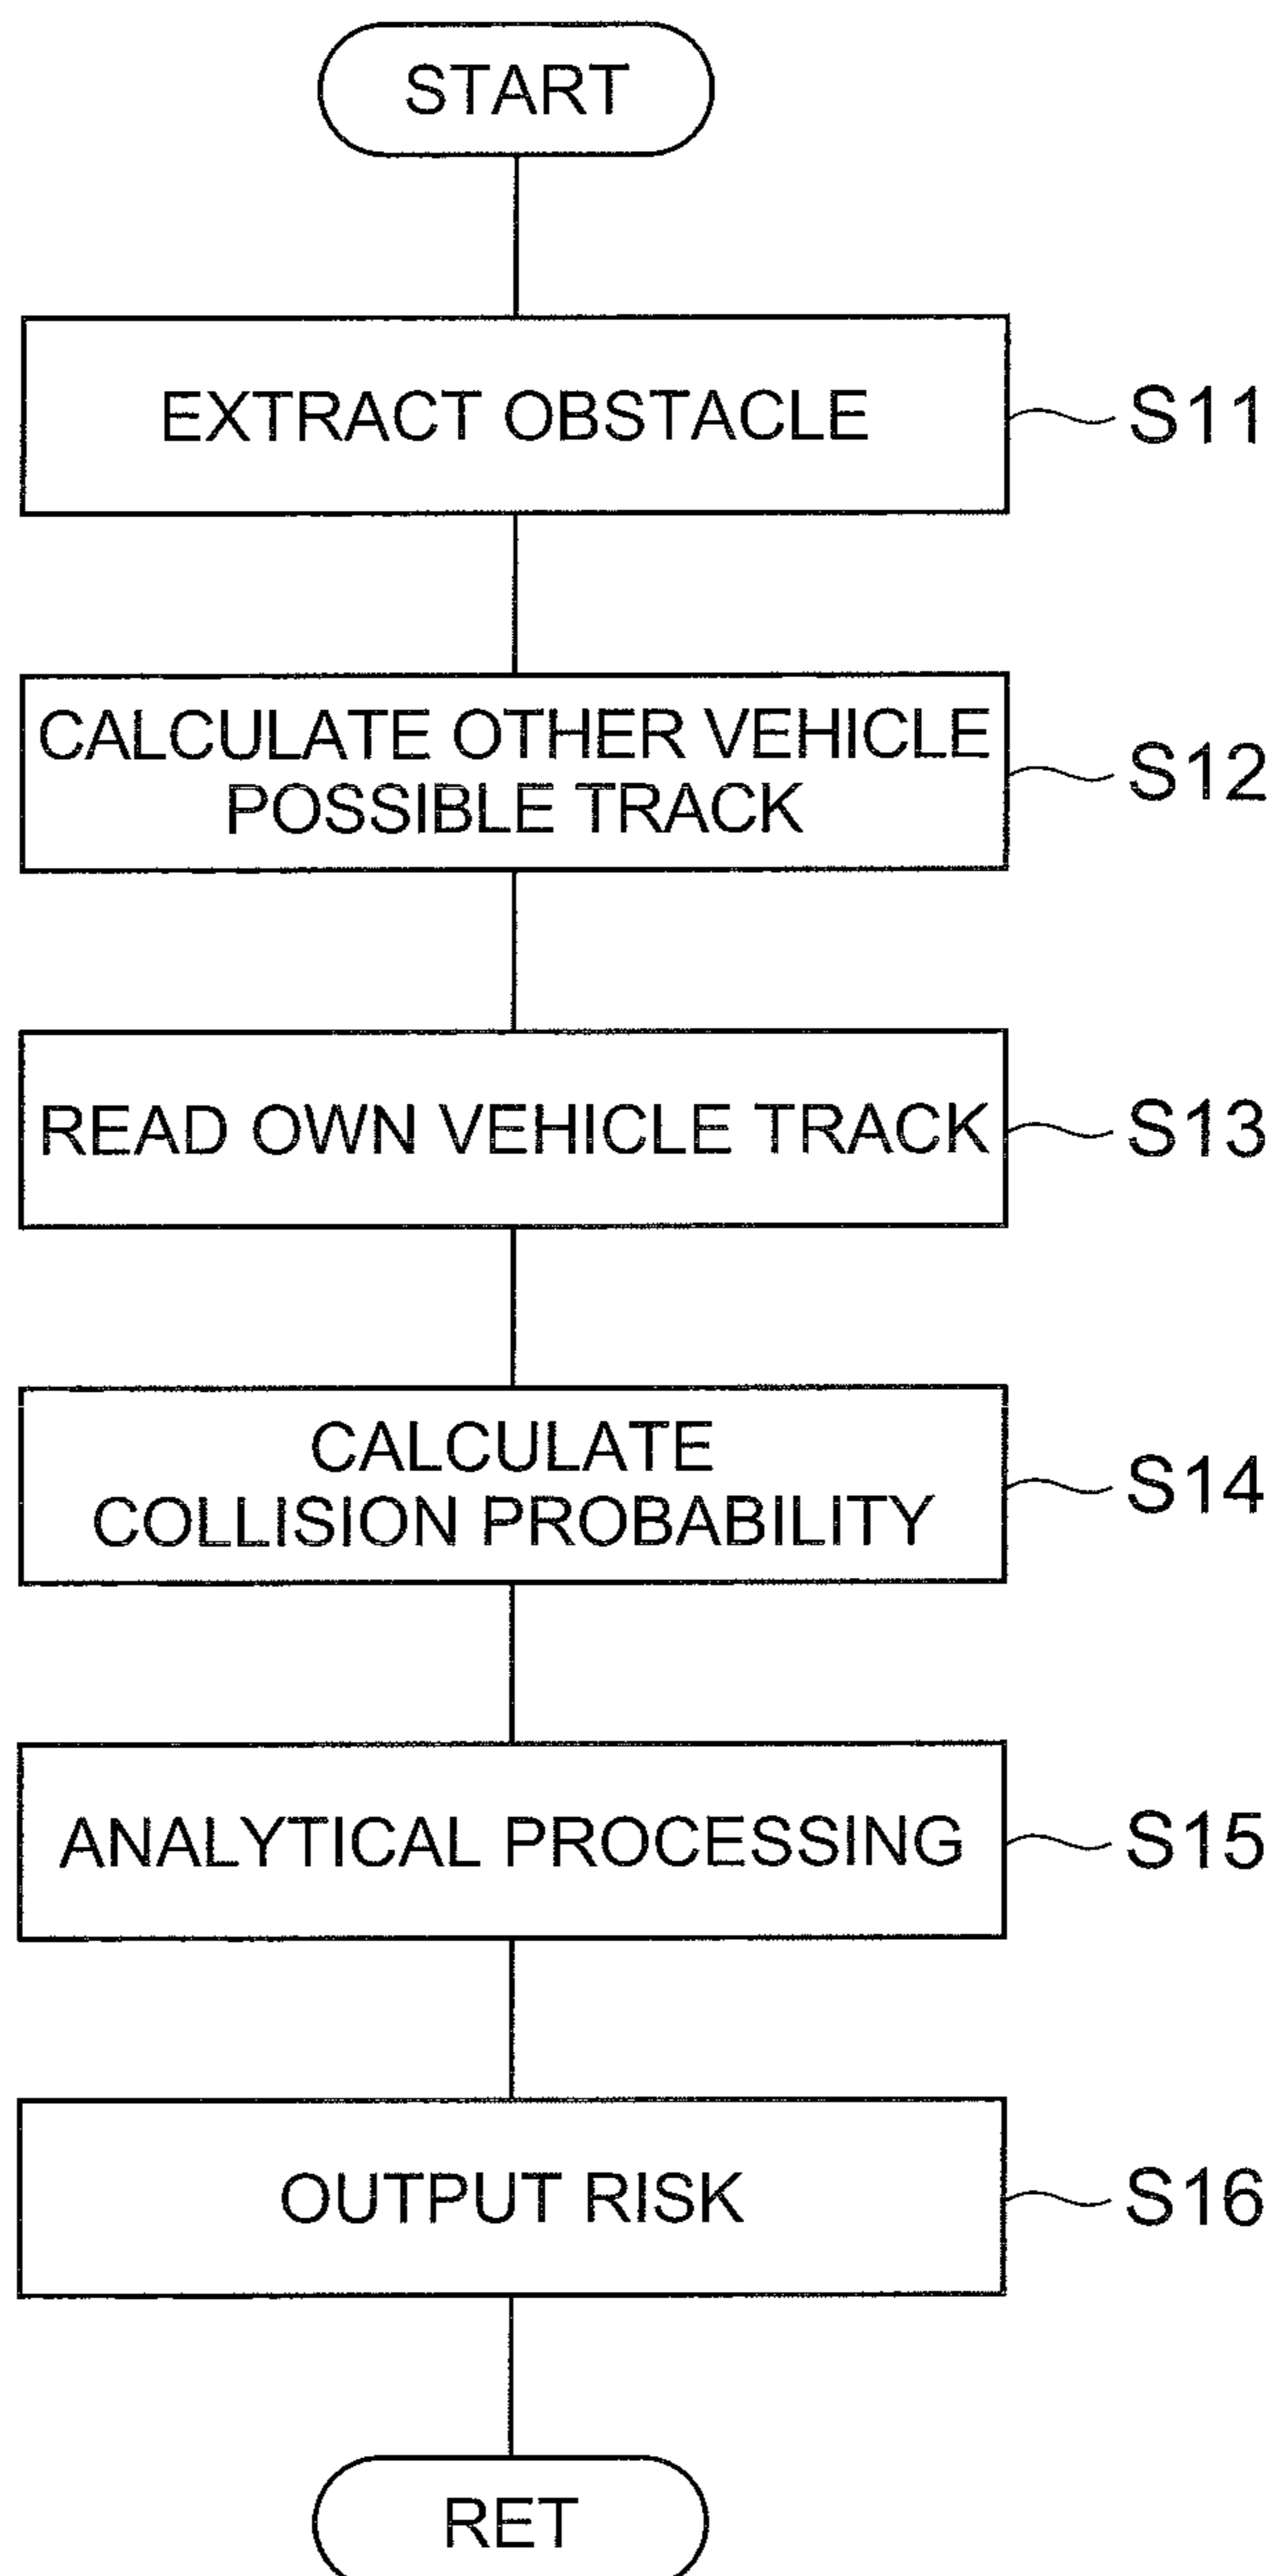 START
EXTRACT OBSTACLE
S11
CALCULATE OTHER VEHICLE
POSSIBLE TRACK
S12
READ OWN VEHICLE TRACK
S13
CALCULATE
COLLISION PROBABILITY
S14
ANALYTICAL PROCESSING
S15
OUTPUT RISK
S16
RET